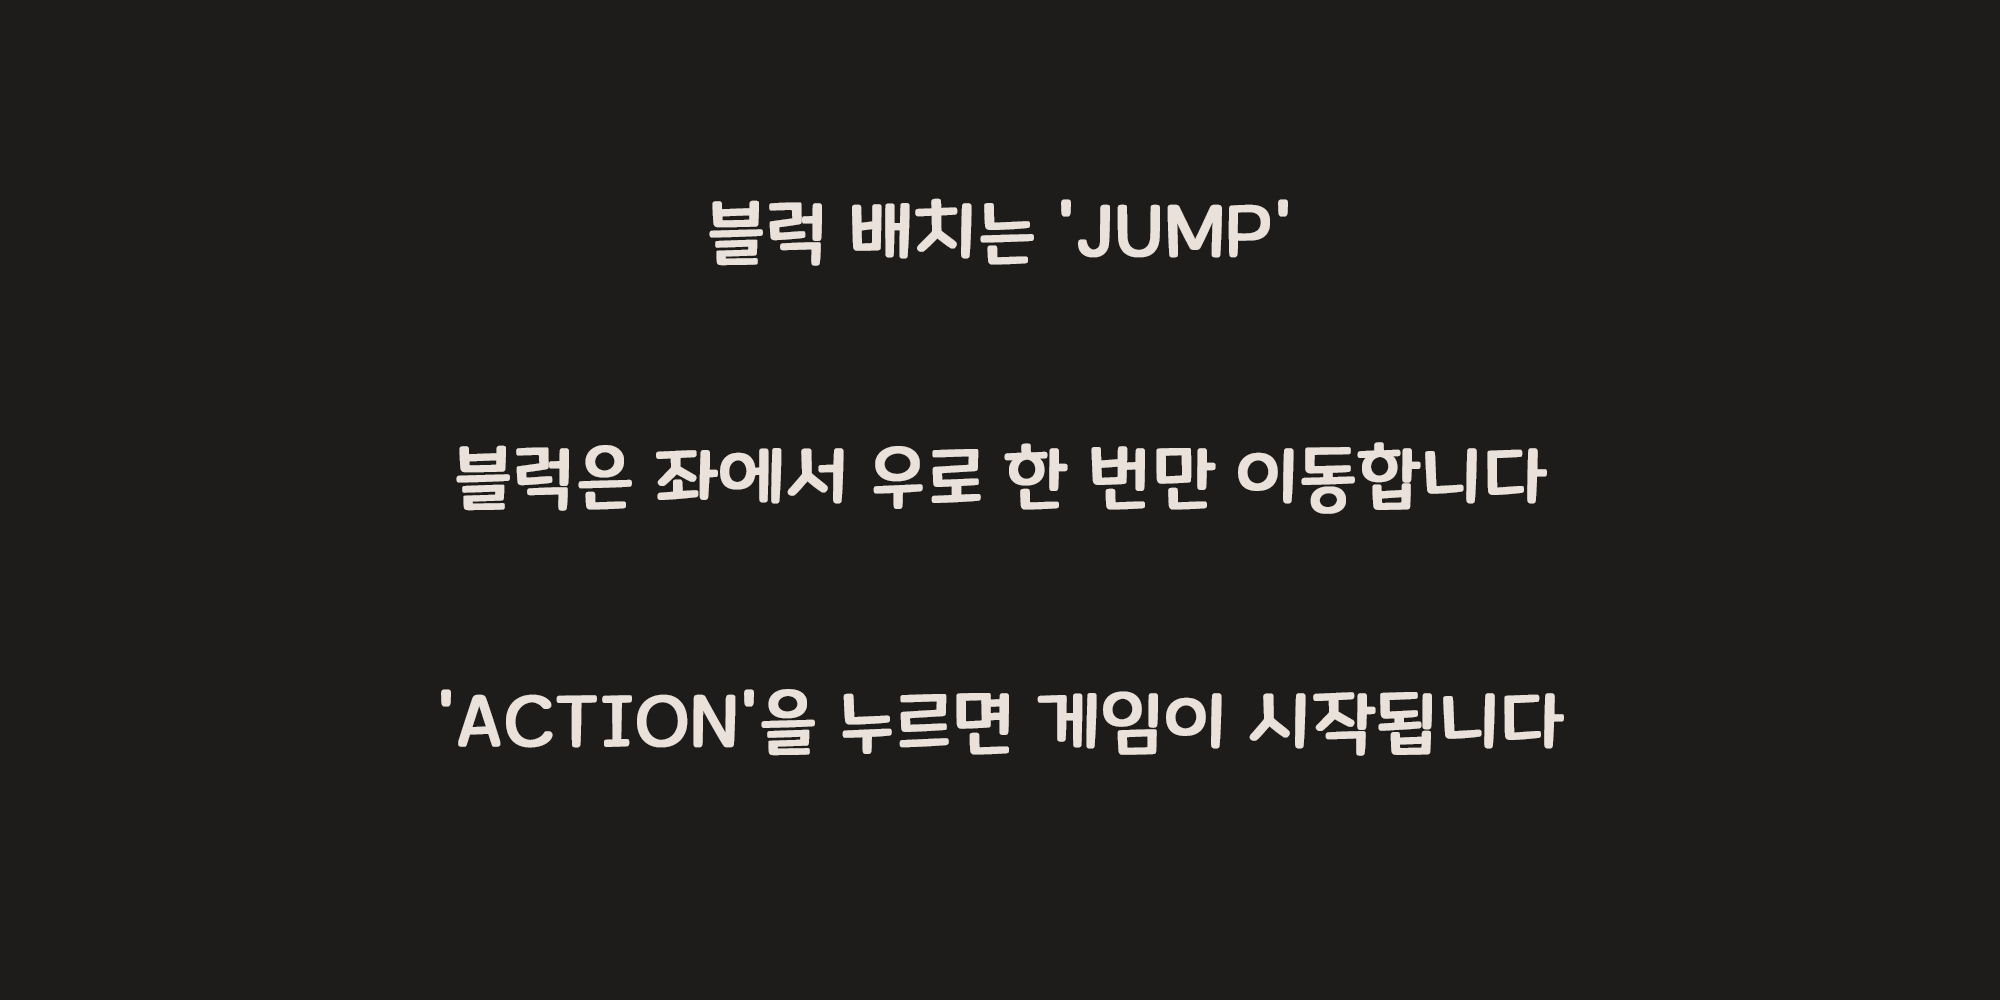 블럭 배치는 'JUMP'
블럭은 좌에서 우로 한 번만 이동합니다
'ACTION'을 누르면 게임이 시작됩니다